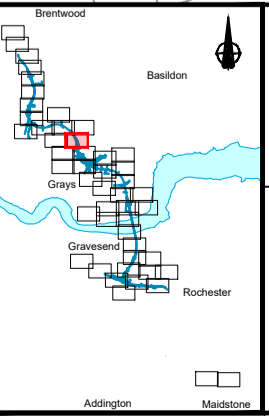 Brentwood
Basildon
Grays
Gravesend
Rochester
Addington
Maidstone